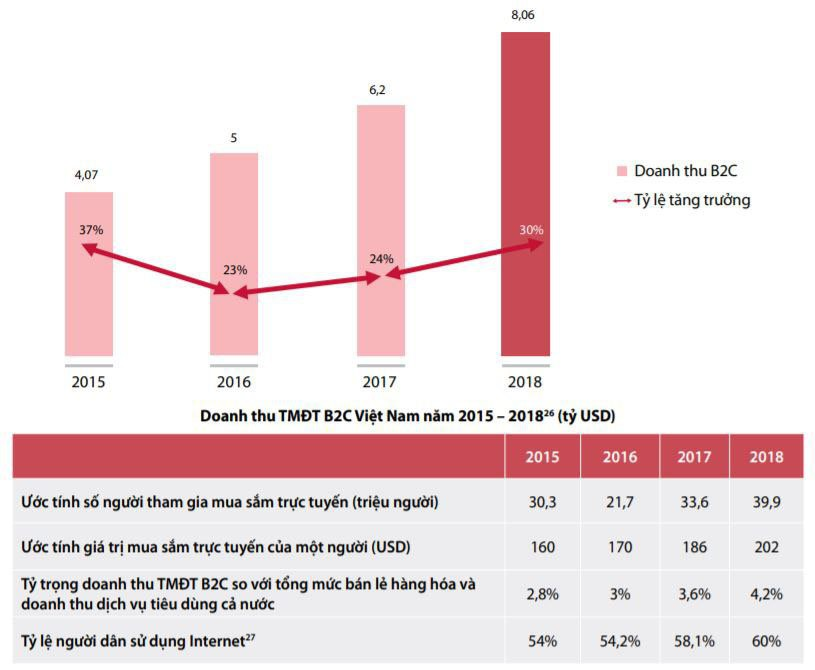 8,06
6,2
5
4,07
Doanh thu B2C
Tỷ lệ tăng trưởng
37%
23%
24%
30%
2015 2016 2017 2018
Doanh thu TMĐT B2C Việt Nam năm 2015 – 2018²⁶ (tỷ USD)
2015 2016 2017 2018
Ước tính số người tham gia mua sắm trực tuyến (triệu người) 30,3 21,7 33,6 39,9
Ước tính giá trị mua sắm trực tuyến của một người (USD) 160 170 186 202
Tỷ trọng doanh thu TMĐT B2C so với tổng mức bán lẻ hàng hóa và
doanh thu dịch vụ tiêu dùng cả nước 2,8% 3% 3,6% 4,2%
Tỷ lệ người dân sử dụng Internet²⁷ 54% 54,2% 58,1% 60%